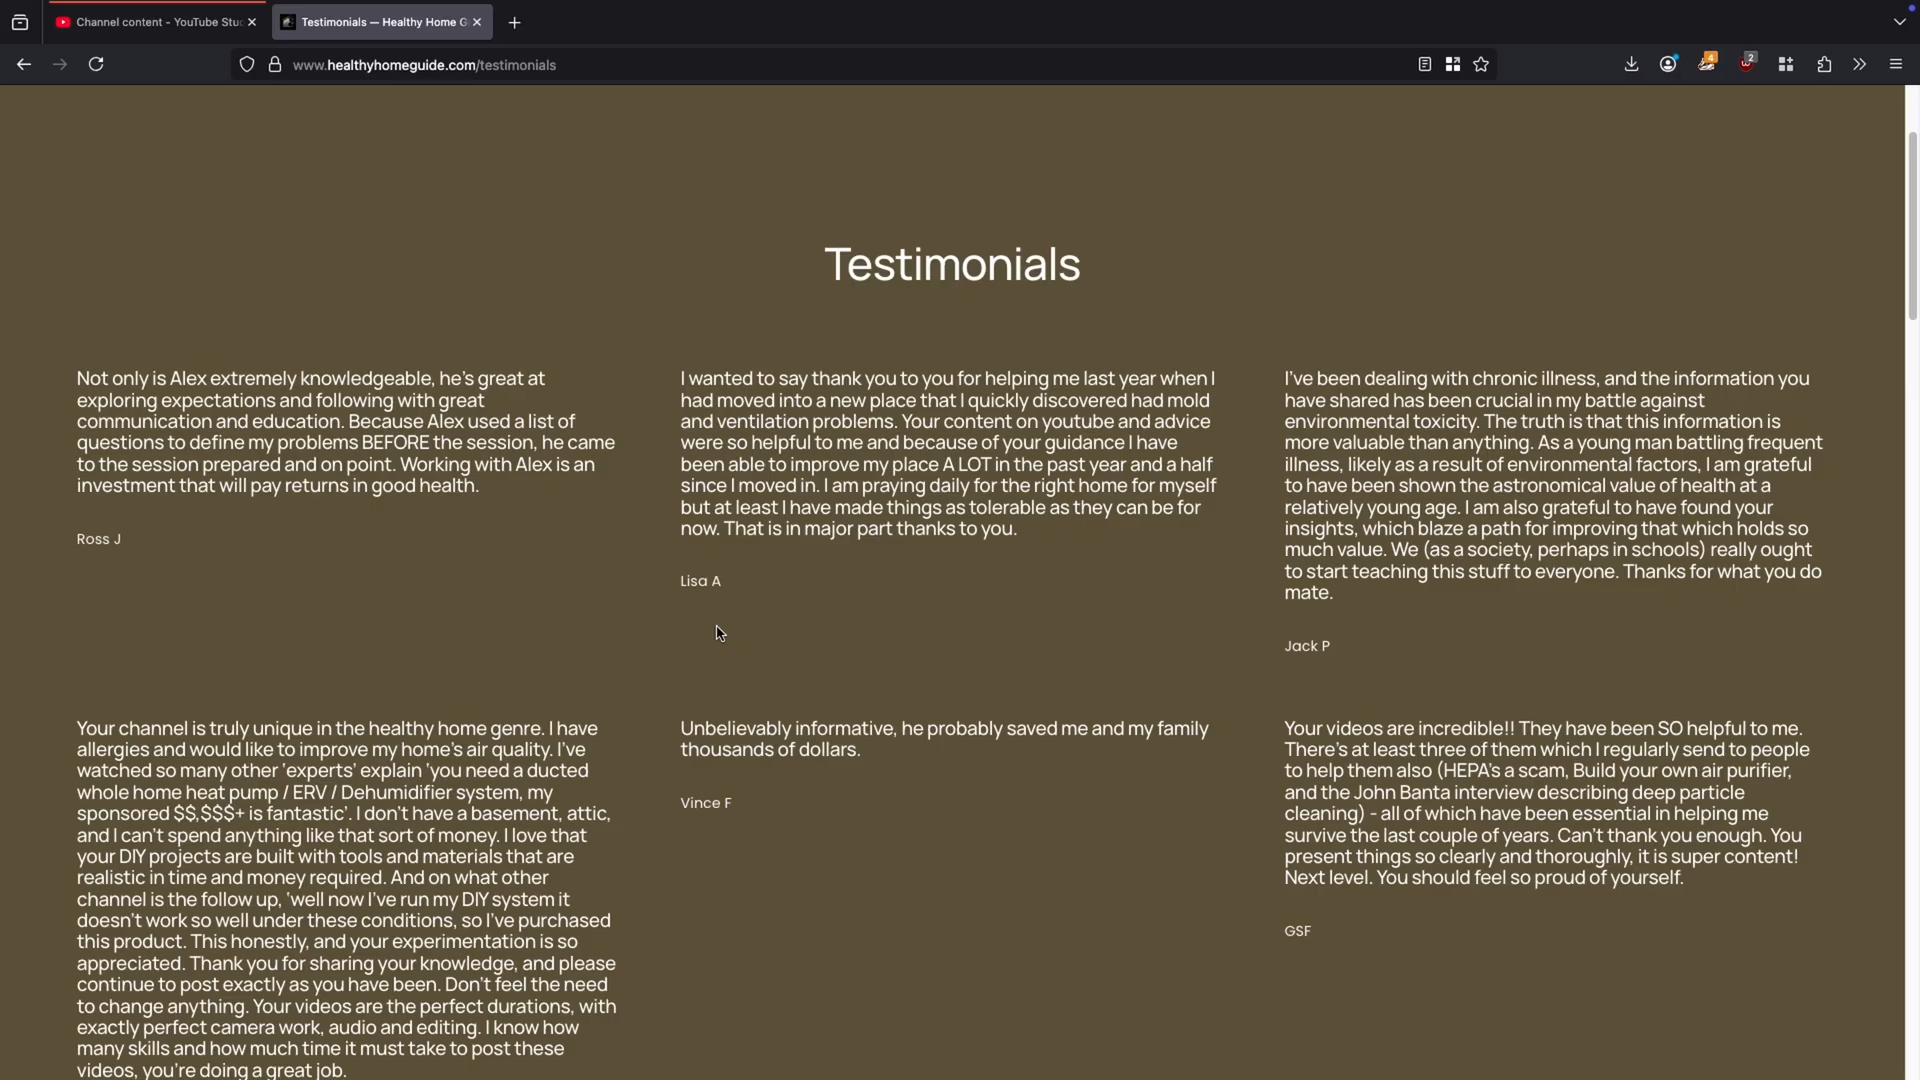 Channel content - YouTube Stu
Testimonials — Healthy Home G
www.healthyhomeguide.com/testimonials
4
2
Testimonials
Not only is Alex extremely knowledgeable, he's great at
exploring expectations and following with great
communication and education. Because Alex used a list of
questions to define my problems BEFORE the session, he came
to the session prepared and on point. Working with Alex is an
investment that will pay returns in good health.
Ross J
I wanted to say thank you to you for helping me last year when I
had moved into a new place that I quickly discovered had mold
and ventilation problems. Your content on youtube and advice
were so helpful to me and because of your guidance I have
been able to improve my place A LOT in the past year and a half
since I moved in. I am praying daily for the right home for myself
but at least I have made things as tolerable as they can be for
now. That is in major part thanks to you.
Lisa A
I've been dealing with chronic illness, and the information you
have shared has been crucial in my battle against
environmental toxicity. The truth is that this information is
more valuable than anything. As a young man battling frequent
illness, likely as a result of environmental factors, I am grateful
to have been shown the astronomical value of health at a
relatively young age. I am also grateful to have found your
insights, which blaze a path for improving that which holds so
much value. We (as a society, perhaps in schools) really ought
to start teaching this stuff to everyone. Thanks for what you do
mate.
Jack P
Your channel is truly unique in the healthy home genre. I have
allergies and would like to improve my home's air quality. I've
watched so many other 'experts' explain 'you need a ducted
whole home heat pump / ERV / Dehumidifier system, my
sponsored $$,$$$+ is fantastic'. I don't have a basement, attic,
and I can't spend anything like that sort of money. I love that
your DIY projects are built with tools and materials that are
realistic in time and money required. And on what other
channel is the follow up, 'well now I've run my DIY system it
doesn't work so well under these conditions, so I've purchased
this product. This honestly, and your experimentation is so
appreciated. Thank you for sharing your knowledge, and please
continue to post exactly as you have been. Don't feel the need
to change anything. Your videos are the perfect durations, with
exactly perfect camera work, audio and editing. I know how
many skills and how much time it must take to post these
videos, you're doing a great job.
Unbelievably informative, he probably saved me and my family
thousands of dollars.
Vince F
Your videos are incredible!! They have been SO helpful to me.
There's at least three of them which I regularly send to people
to help them also (HEPA's a scam, Build your own air purifier,
and the John Banta interview describing deep particle
cleaning) - all of which have been essential in helping me
survive the last couple of years. Can't thank you enough. You
present things so clearly and thoroughly, it is super content!
Next level. You should feel so proud of yourself.
GSF